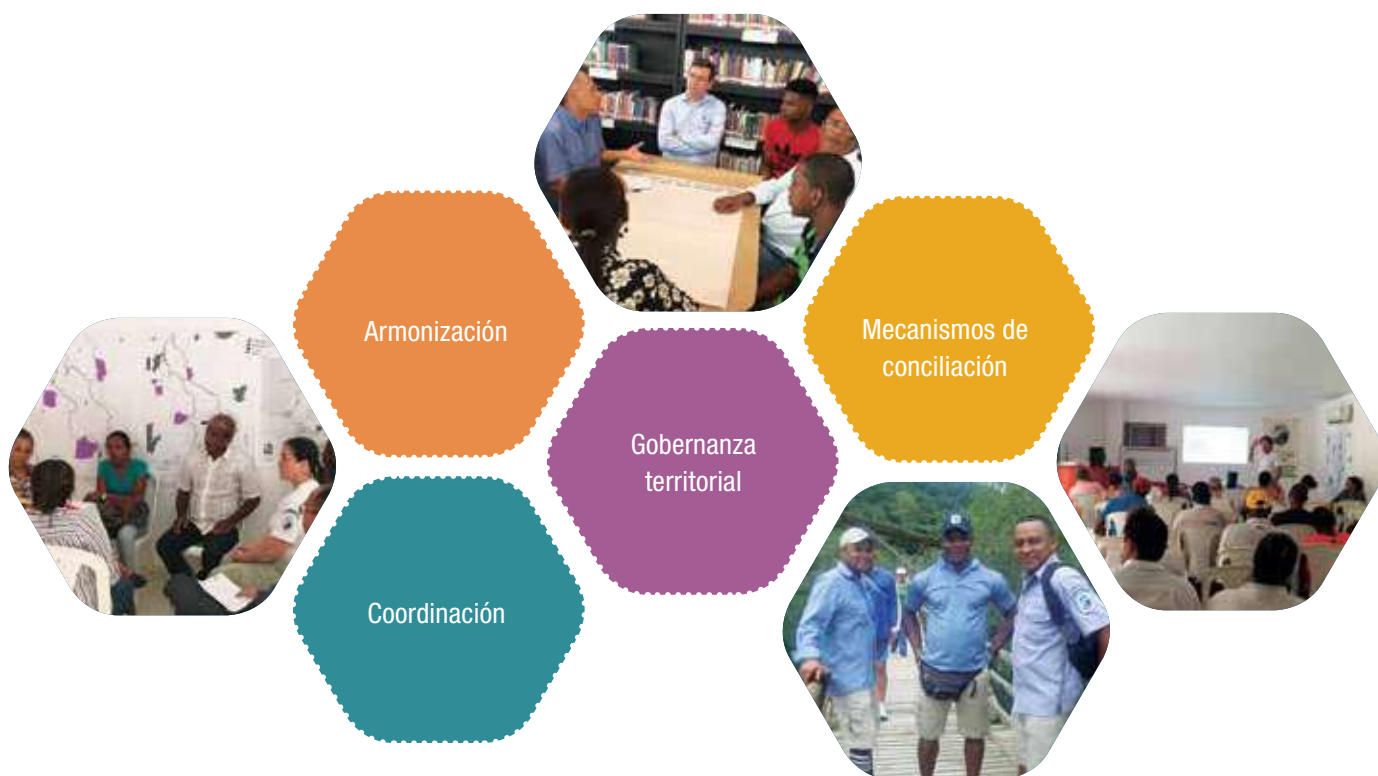 Armonización
Mecanismos de
conciliación
Gobernanza
territorial
Coordinación